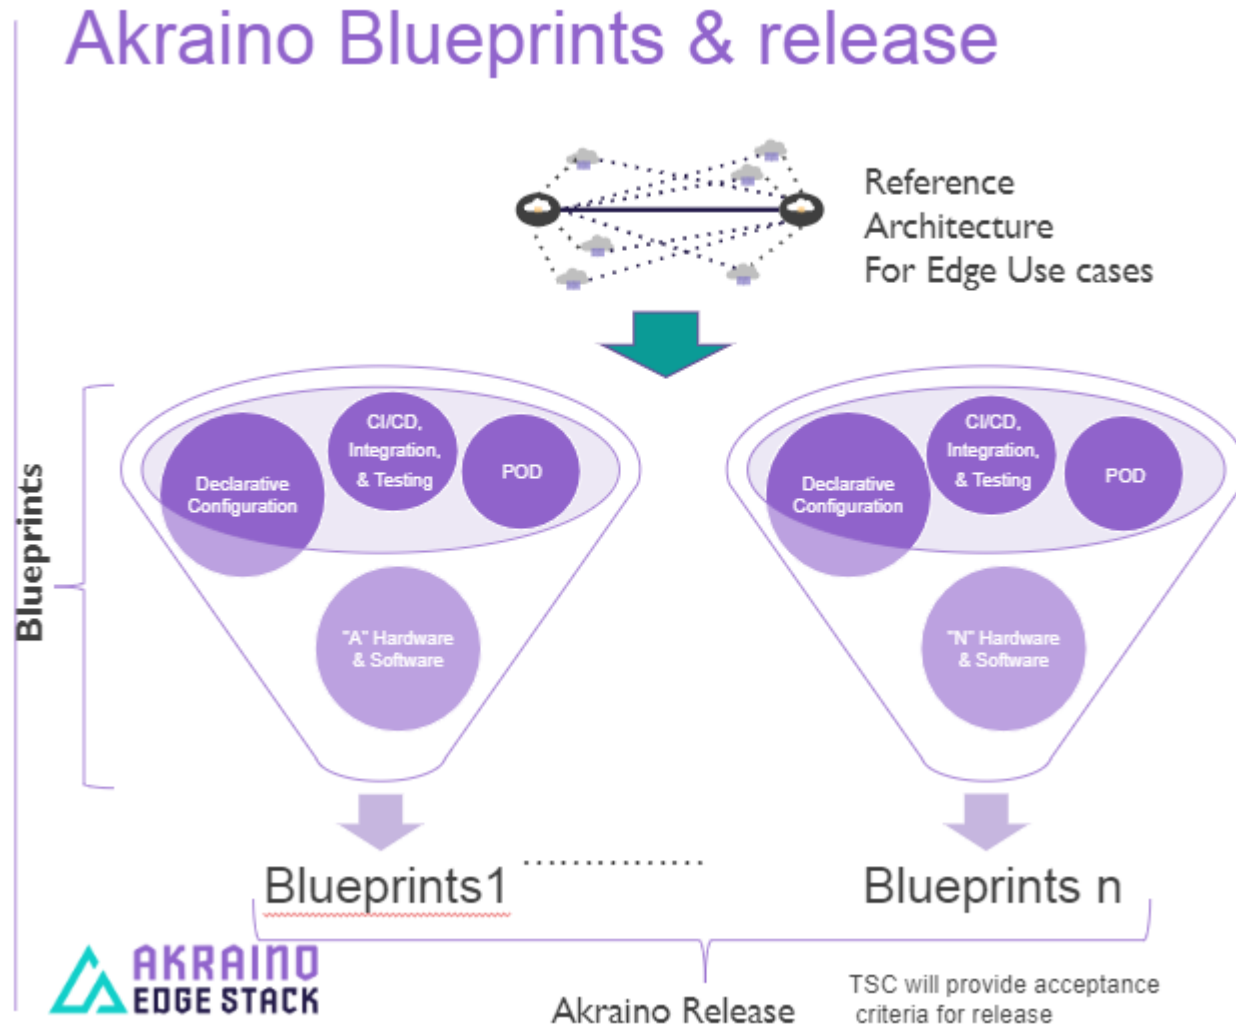 Akraino Blueprints & release
Reference
Architecture
For Edge Use cases
Blueprints
CI/CD,
Integration,
& Testing
Declarative
Configuration
POD
"A" Hardware
& Software
CI/CD,
Integration,
& Testing
Declarative
Configuration
POD
"N" Hardware
& Software
Blueprints1
...............
Blueprints n
AKRAINO
EDGE STACK
Akraino Release
TSC will provide acceptance
criteria for release